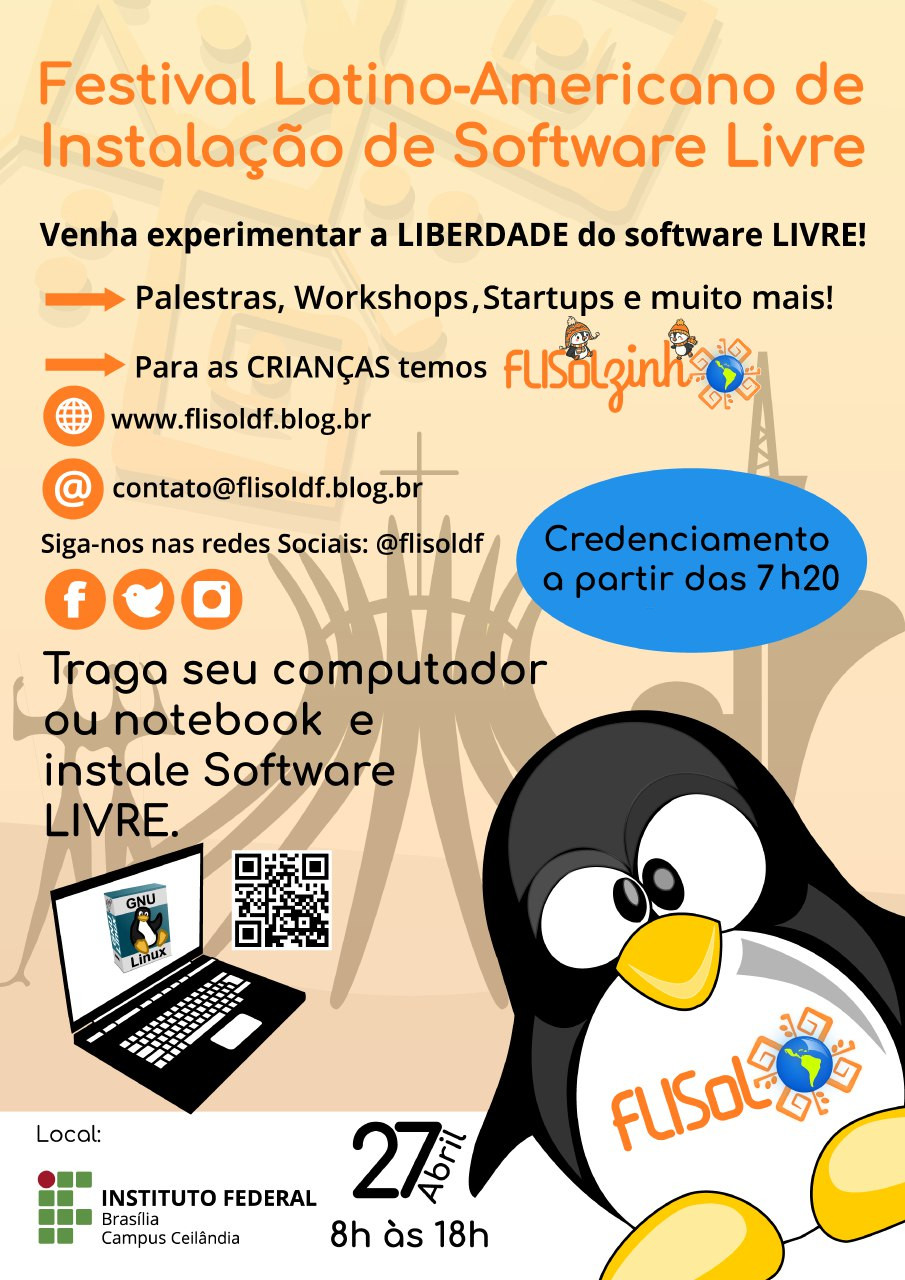 Festival Latino-Americano de
Instalação de Software Livre
Venha experimentar a LIBERDADE do software LIVRE!
Palestras, Workshops, Startups e muito mais!
Para as CRIANÇAS temos FLISOLzinho
www.flisoldf.blog.br
@ contato@flisoldf.blog.br
Siga-nos nas redes Sociais: @flisoldf
Credenciamento
a partir das 7h20
Traga seu computador
ou notebook e
instale Software
LIVRE.
GNU
Linux
FLISOL
Local:
INSTITUTO FEDERAL
Brasília
Campus Ceilândia
27 Abril
8h às 18h